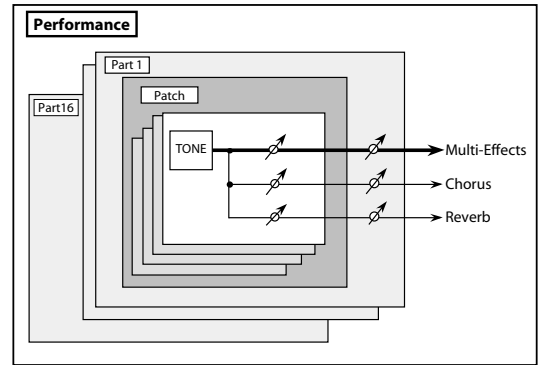 Performance
Part 1
Patch
Part16
TONE
Multi-Effects
Chorus
Reverb